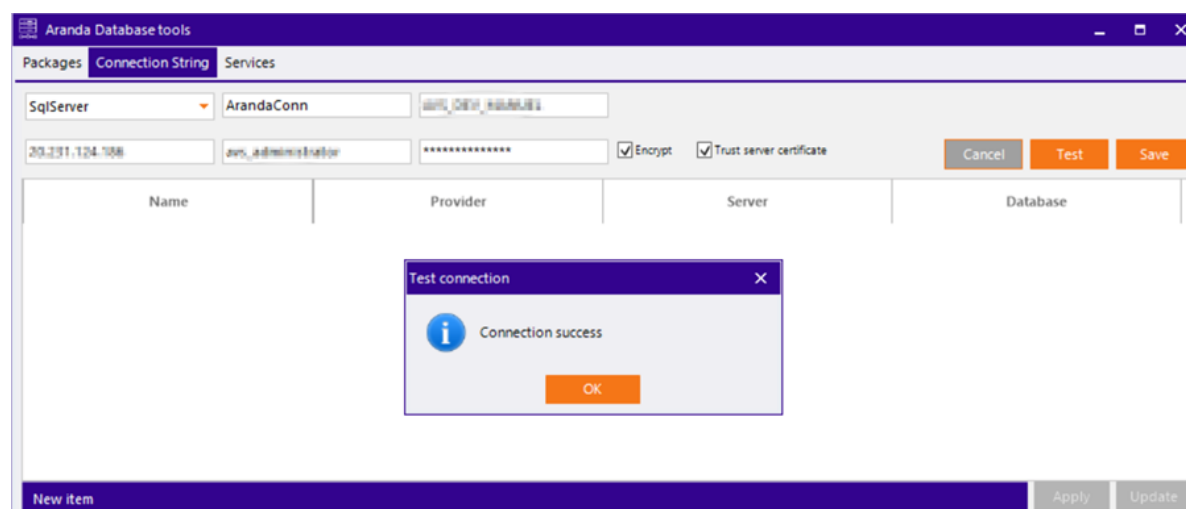 Aranda Database tools
Packages Connection String Services
SqlServer ArandaConn
************** Encrypt Trust server certificate Cancel Test Save
Name Provider Server Database
Test connection
Connection success
OK
New item Apply Update